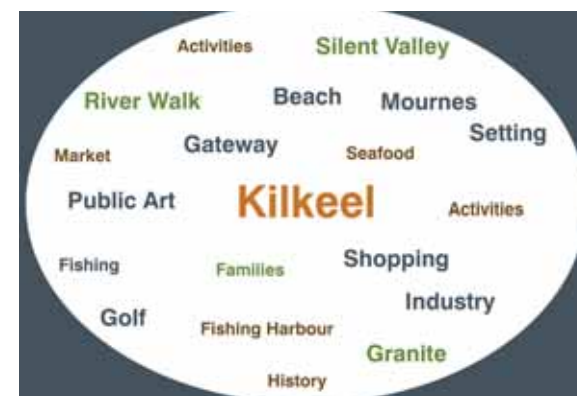 Activities
Silent Valley
River Walk
Beach
Mournes
Setting
Market
Gateway
Seafood
Public Art
Kilkeel
Activities
Fishing
Families
Shopping
Golf
Industry
Fishing Harbour
Granite
History